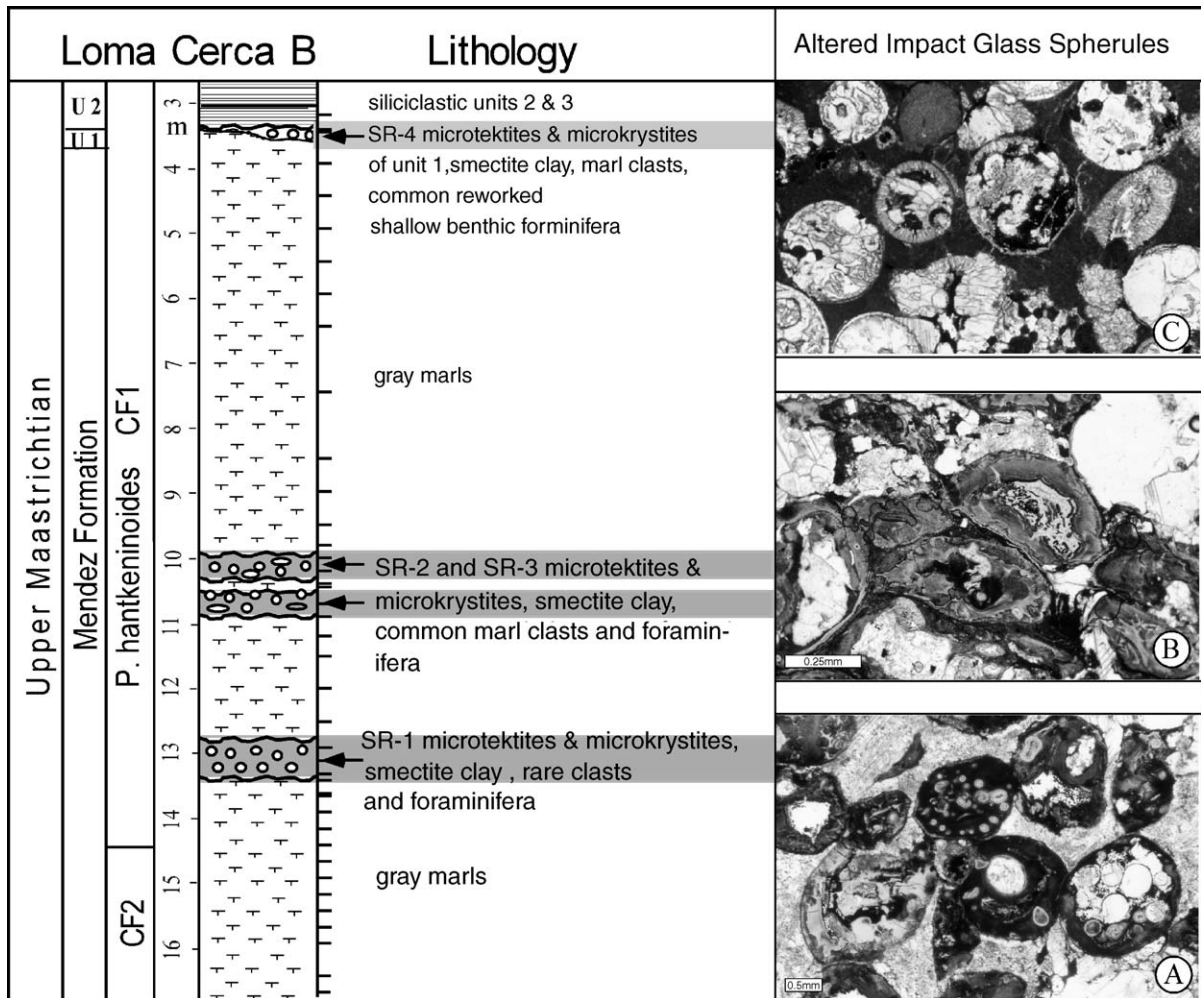 Loma Cerca B
Lithology
Altered Impact Glass Spherules
Upper Maastrichtian
Mendez Formation
U 2
U 1
P. hantkeninoides CF1
CF2
3
m
4
5
6
7
8
9
10
11
12
13
14
15
16
siliciclastic units 2 & 3
SR-4 microtektites & microkrystites
of unit 1,smectite clay, marl clasts,
common reworked
shallow benthic forminifera
gray marls
SR-2 and SR-3 microtektites &
microkrystites, smectite clay,
common marl clasts and foramin-
ifera
SR-1 microtektites & microkrystites,
smectite clay , rare clasts
and foraminifera
gray marls
C
0.25mm
B
0.5mm
A